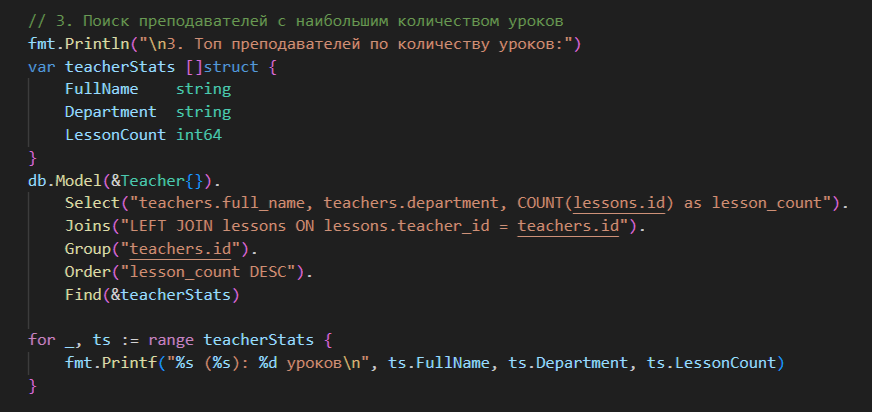 // 3. Поиск преподавателей с наибольшим количеством уроков
fmt.Println("\n3. Топ преподавателей по количеству уроков:")
var teacherStats []struct {
    FullName    string
    Department  string
    LessonCount int64
}
db.Model(&Teacher{}).
    Select("teachers.full_name, teachers.department, COUNT(lessons.id) as lesson_count").
    Joins("LEFT JOIN lessons ON lessons.teacher_id = teachers.id").
    Group("teachers.id").
    Order("lesson_count DESC").
    Find(&teacherStats)

for _, ts := range teacherStats {
    fmt.Printf("%s (%s): %d уроков\n", ts.FullName, ts.Department, ts.LessonCount)
}